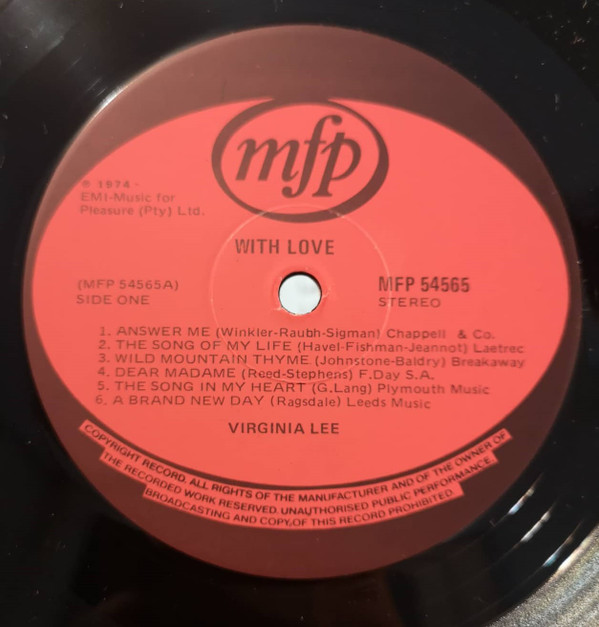 mfp
℗ 1974 -
EMI-Music for
Pleasure (Pty) Ltd.
WITH LOVE
(MFP 54565A)
SIDE ONE
MFP 54565
STEREO
1. ANSWER ME (Winkler-Raubh-Sigman) Chappell & Co.
2. THE SONG OF MY LIFE (Havel-Fishman-Jeannot) Laetrec
3. WILD MOUNTAIN THYME (Johnstone-Baldry) Breakaway
4. DEAR MADAME (Reed-Stephens) F.Day S.A.
5. THE SONG IN MY HEART (G.Lang) Plymouth Music
6. A BRAND NEW DAY (Ragsdale) Leeds Music
VIRGINIA LEE
COPYRIGHT RECORD. ALL RIGHTS OF THE MANUFACTURER AND OF THE OWNER OF
THE RECORDED WORK RESERVED. UNAUTHORISED PUBLIC PERFORMANCE
BROADCASTING AND COPY,OF THIS RECORD PROHIBITED